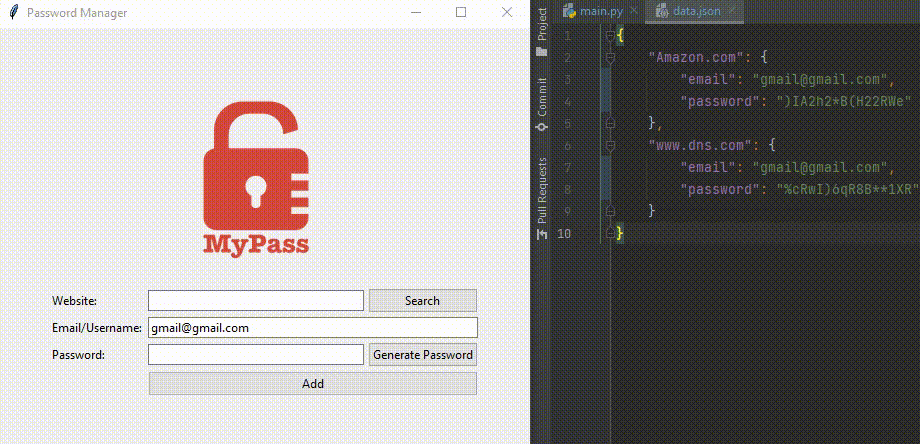 Password Manager
MyPass
Website:
Search
Email/Username:
gmail@gmail.com
Password:
Generate Password
Add
Project
Commit
Pull Requests
main.py
data.json
1 {
2 "Amazon.com": {
3 "email": "gmail@gmail.com",
4 "password": ")IA2h2*B(H22RWe"
5 },
6 "www.dns.com": {
7 "email": "gmail@gmail.com",
8 "password": "%cRwI)6qR8B**1XR"
9 }
10 }